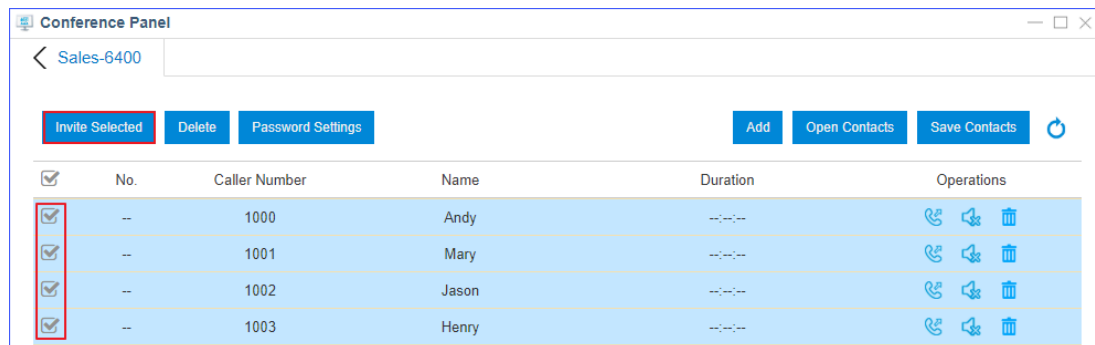 Conference Panel
Sales-6400
Invite Selected Delete Password Settings Add Open Contacts Save Contacts
No. Caller Number Name Duration Operations
-- 1000 Andy --:--:--
-- 1001 Mary --:--:--
-- 1002 Jason --:--:--
-- 1003 Henry --:--:--